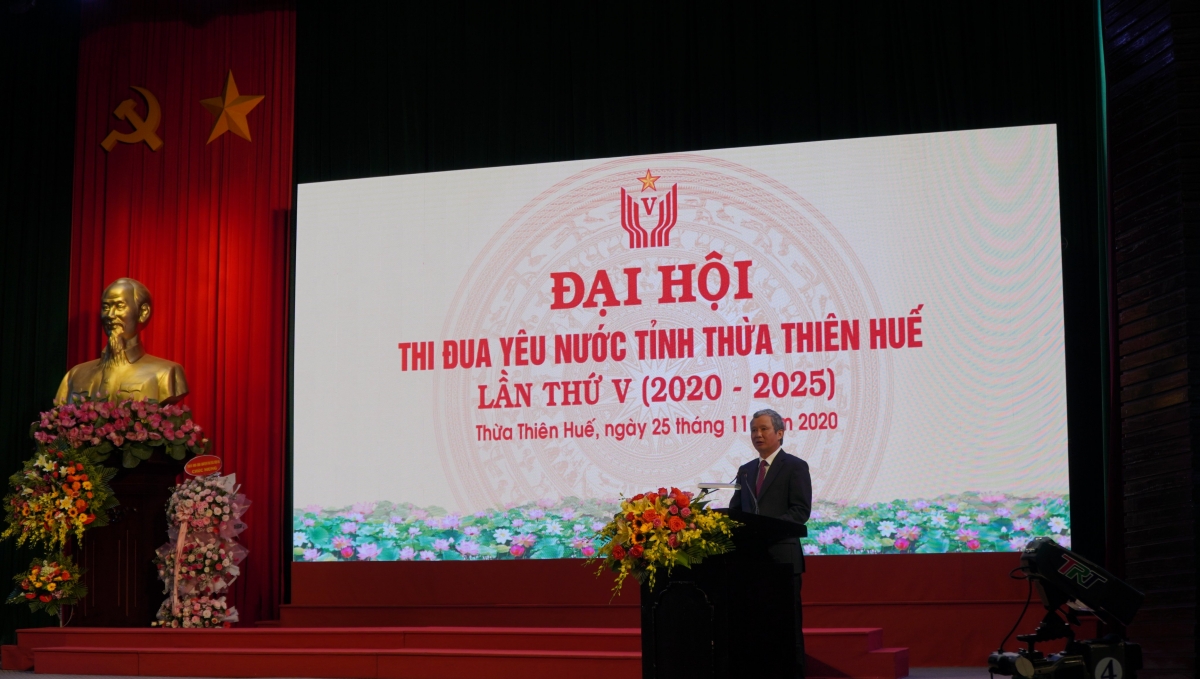 V
ĐẠI HỘI
THI ĐUA YÊU NƯỚC TỈNH THỪA THIÊN HUẾ
LẦN THỨ V (2020 - 2025)
Thừa Thiên Huế, ngày 25 tháng 11 2020
TRT
4